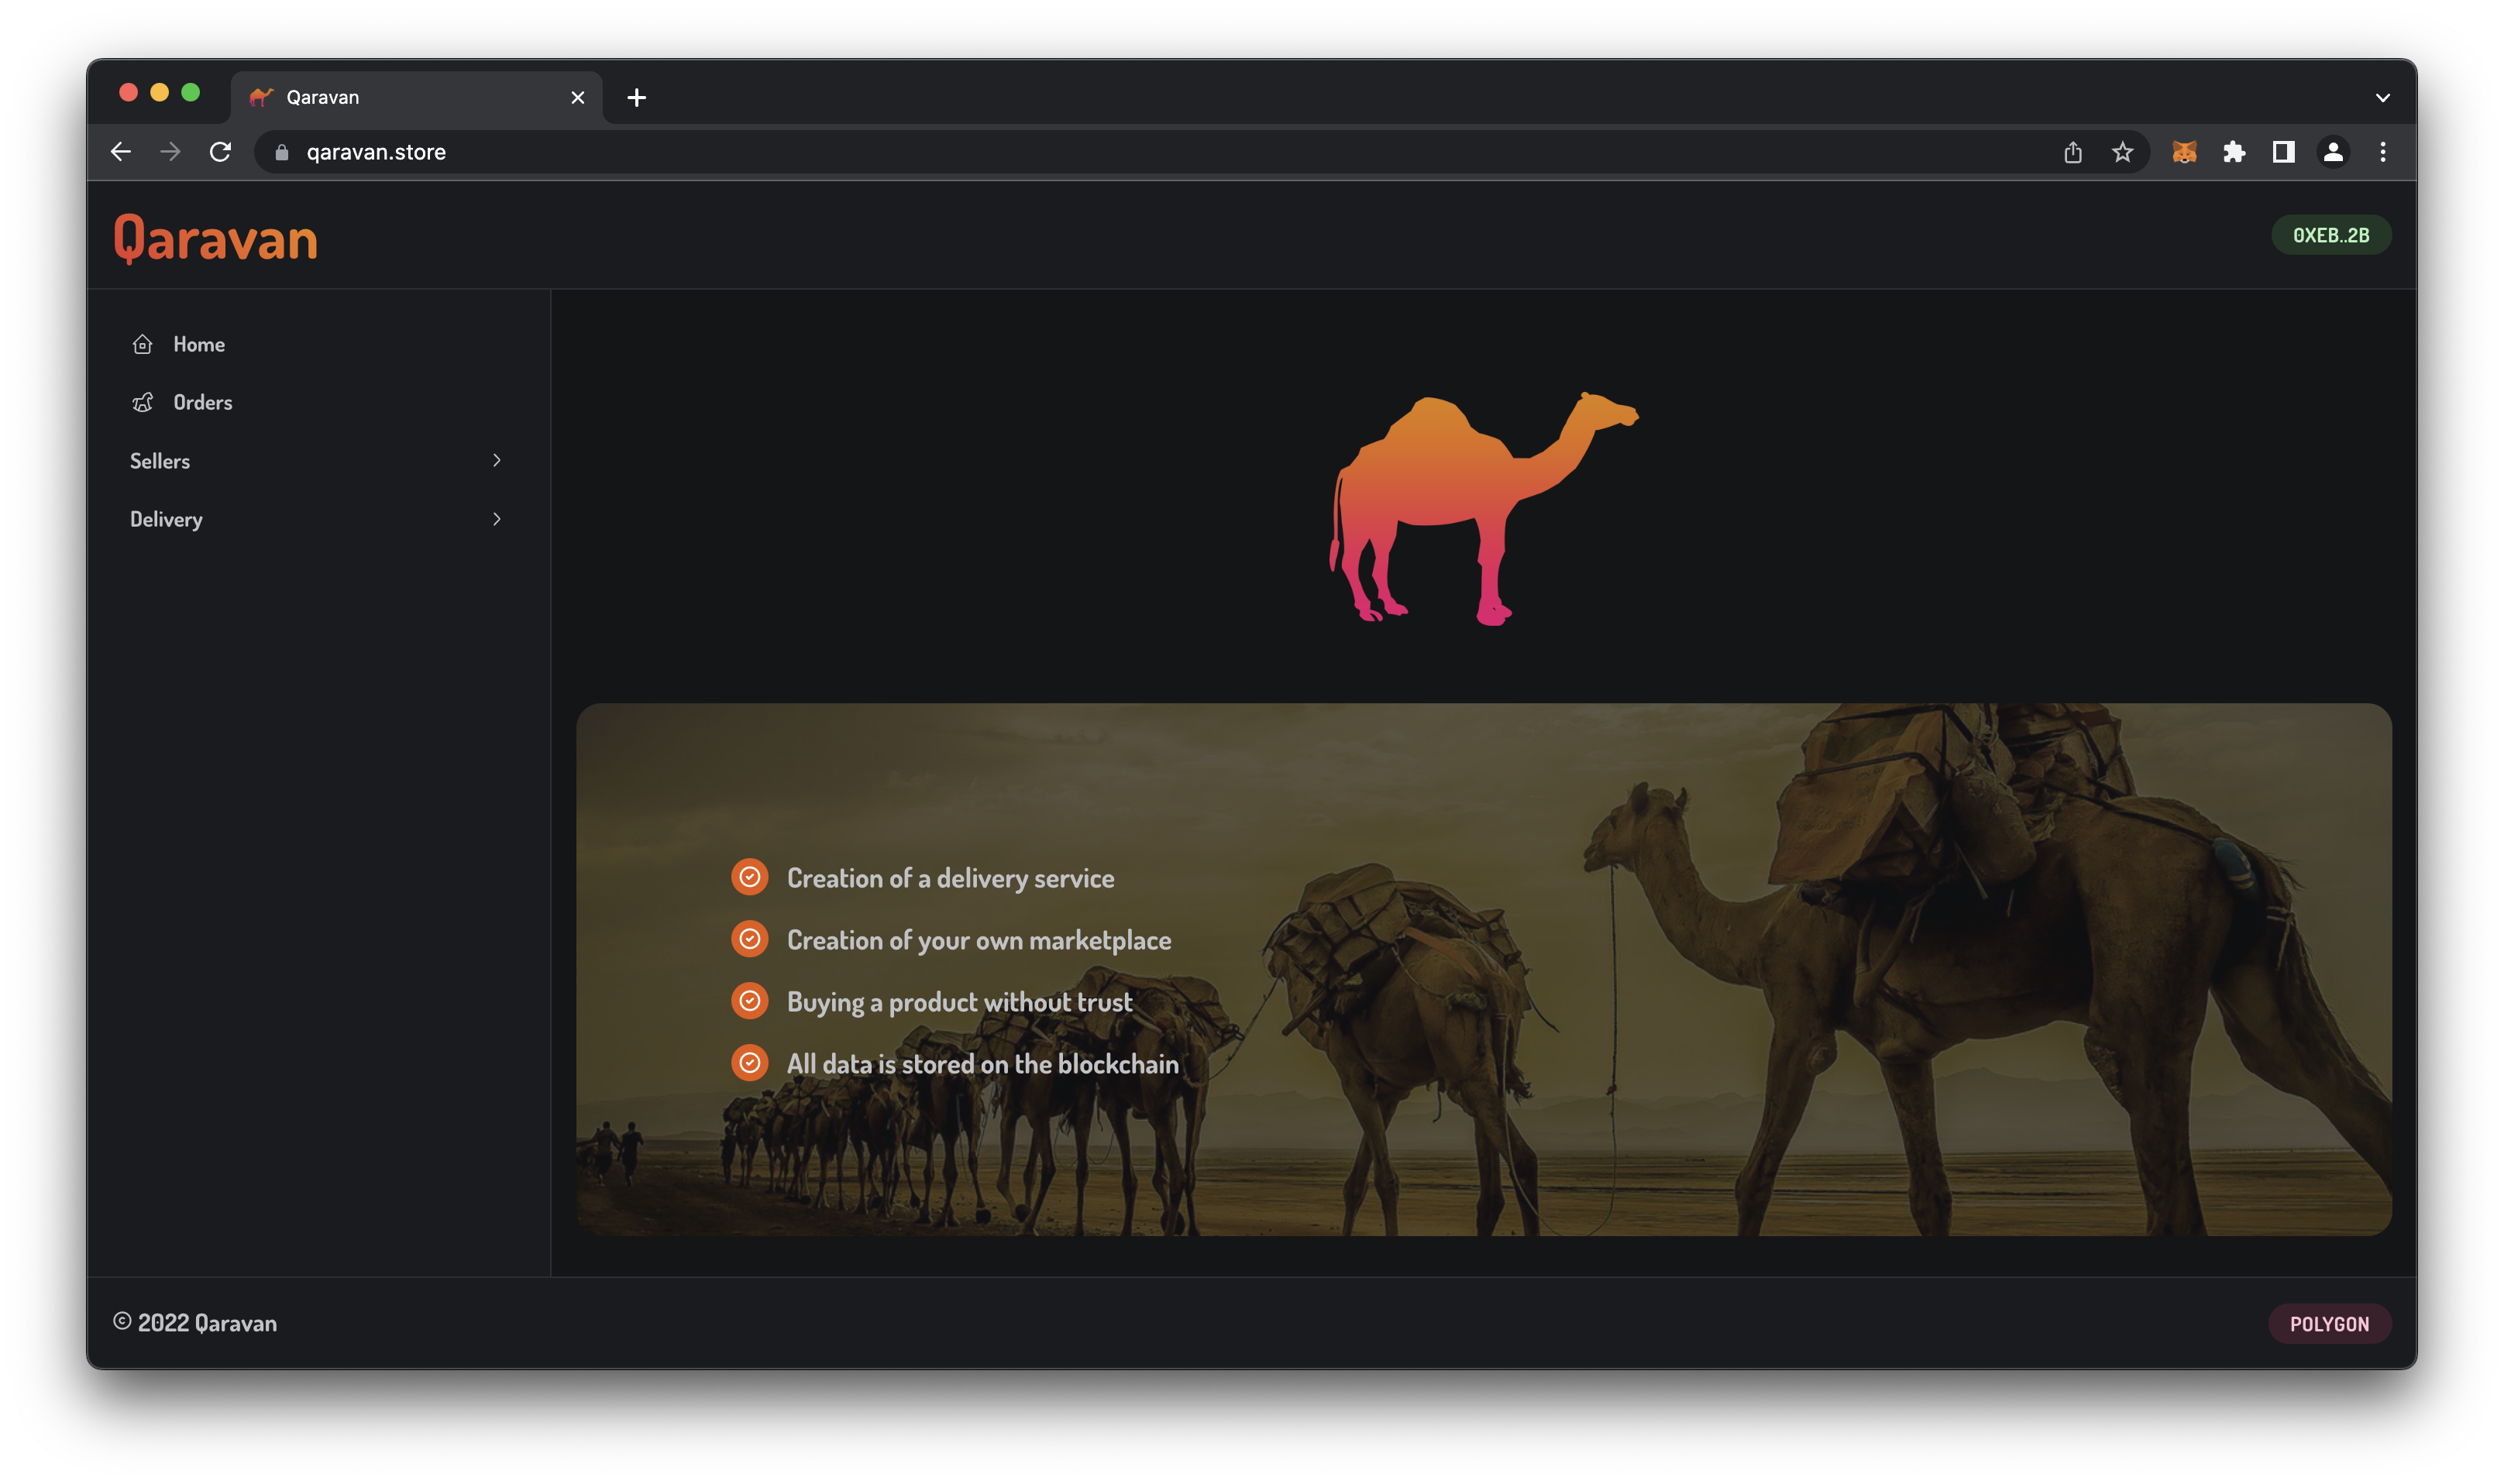 Qaravan
qaravan.store
Qaravan
0XEB..2B
Home
Orders
Sellers
Delivery
Creation of a delivery service
Creation of your own marketplace
Buying a product without trust
All data is stored on the blockchain
© 2022 Qaravan
POLYGON